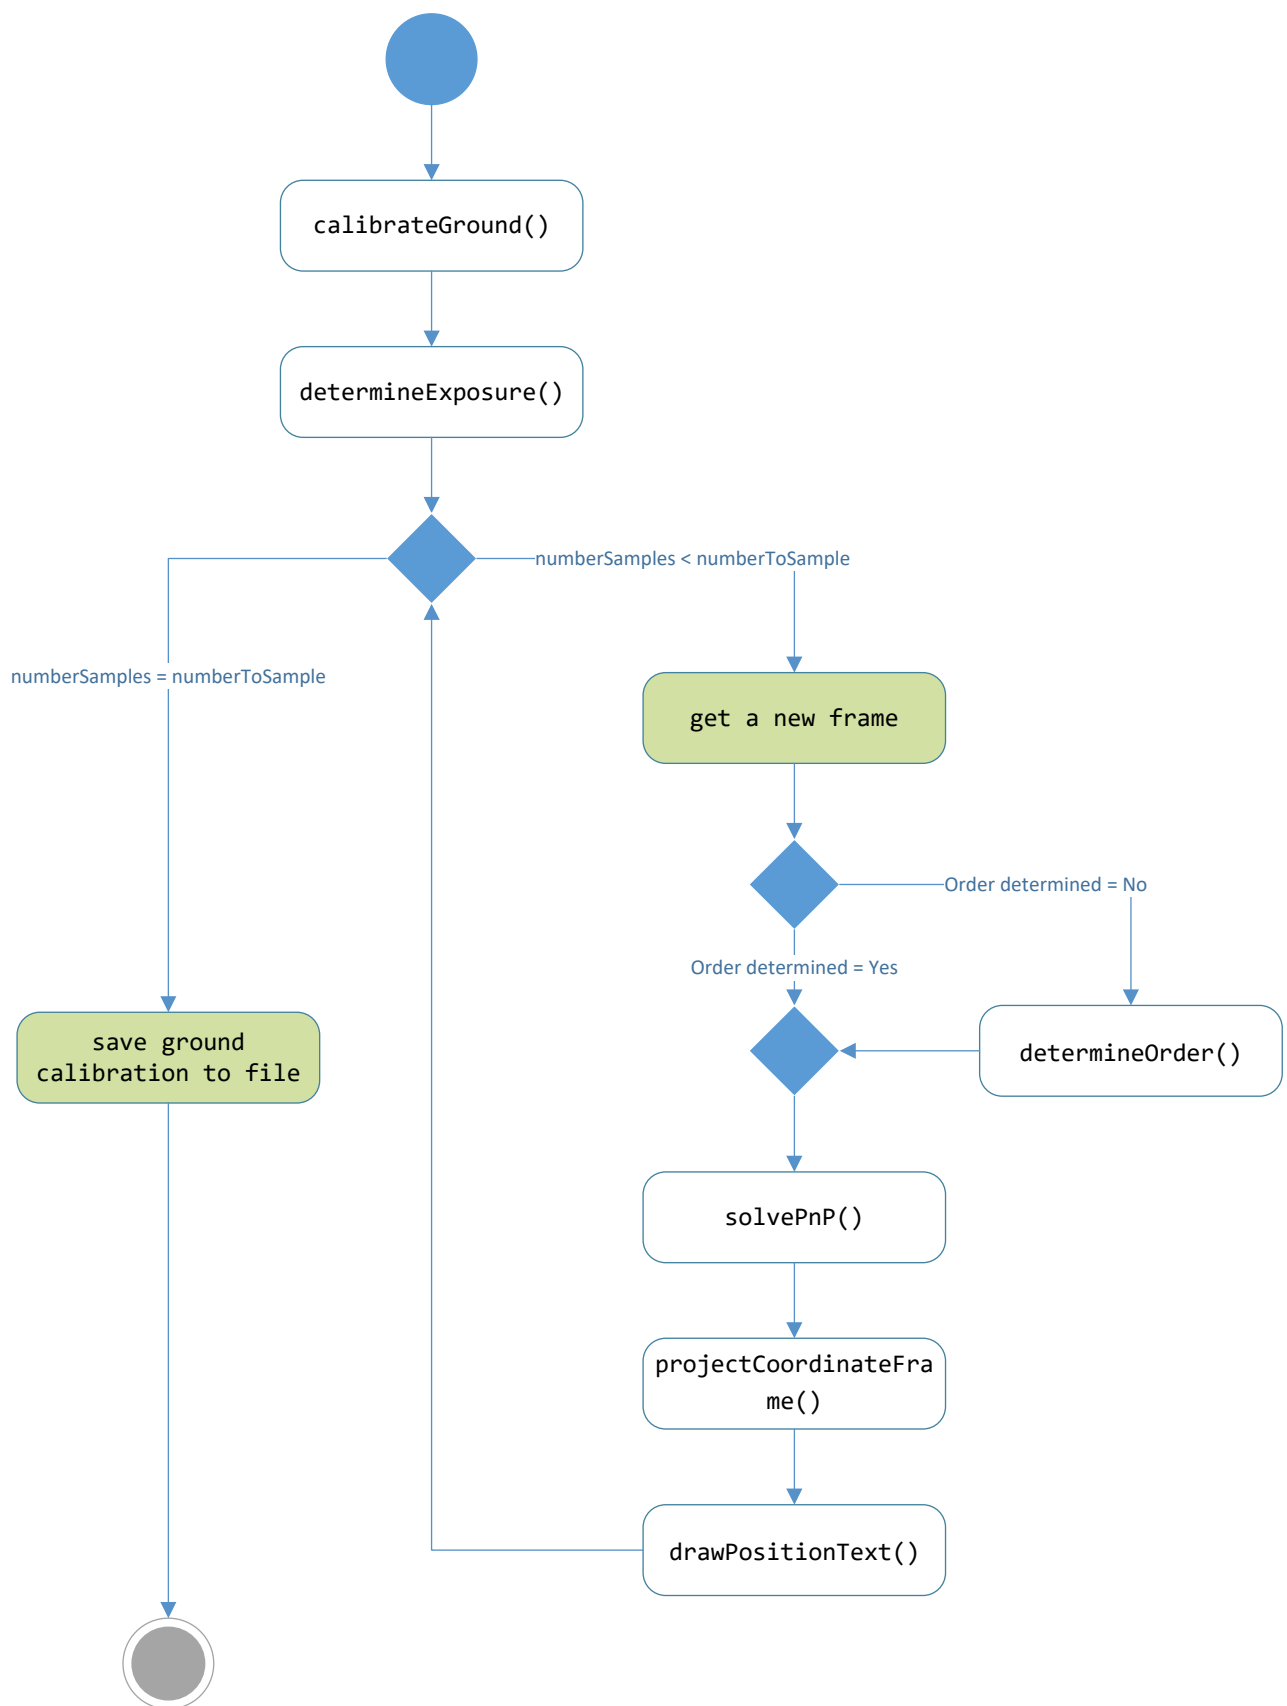 calibrateGround()
determineExposure()
numberSamples < numberToSample
numberSamples = numberToSample
get a new frame
Order determined = No
Order determined = Yes
save ground
calibration to file
determineOrder()
solvePnP()
projectCoordinateFra
me()
drawPositionText()